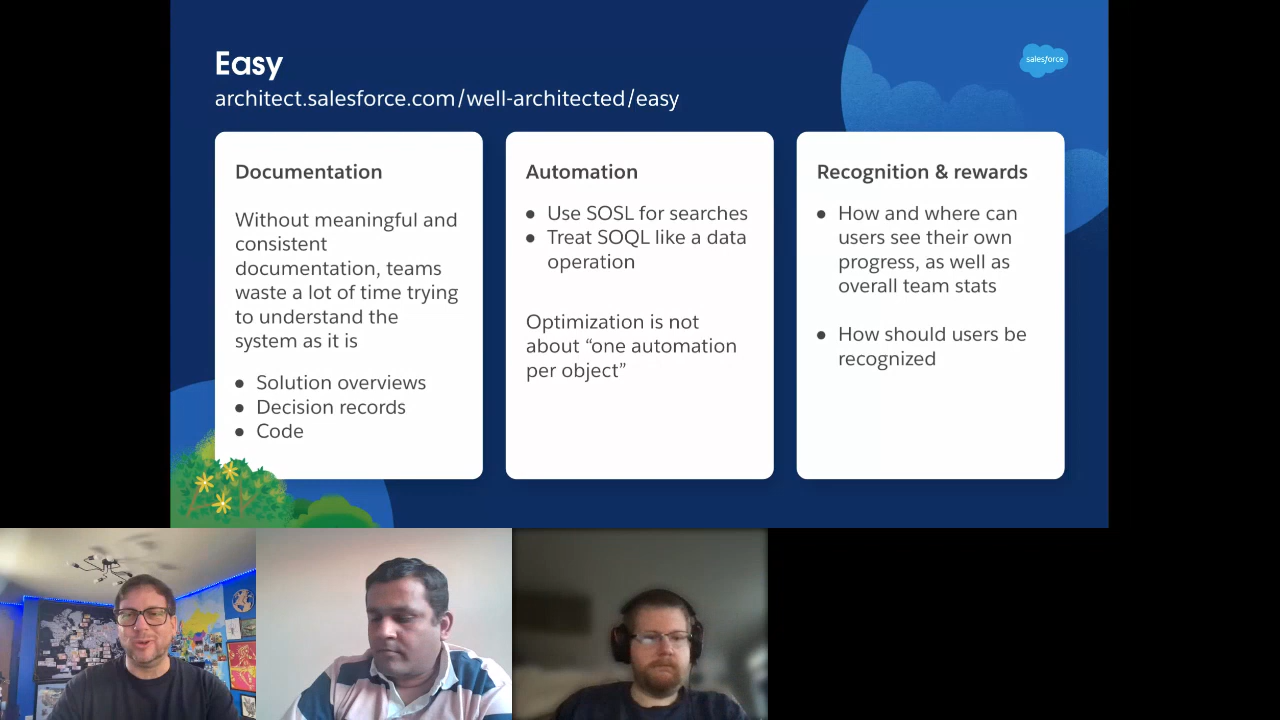 Easy
architect.salesforce.com/well-architected/easy
salesforce
Documentation
Without meaningful and
consistent
documentation, teams
waste a lot of time trying
to understand the
system as it is
● Solution overviews
● Decision records
● Code
Automation
● Use SOSL for searches
● Treat SOQL like a data
operation
Optimization is not
about “one automation
per object”
Recognition & rewards
● How and where can
users see their own
progress, as well as
overall team stats
● How should users be
recognized